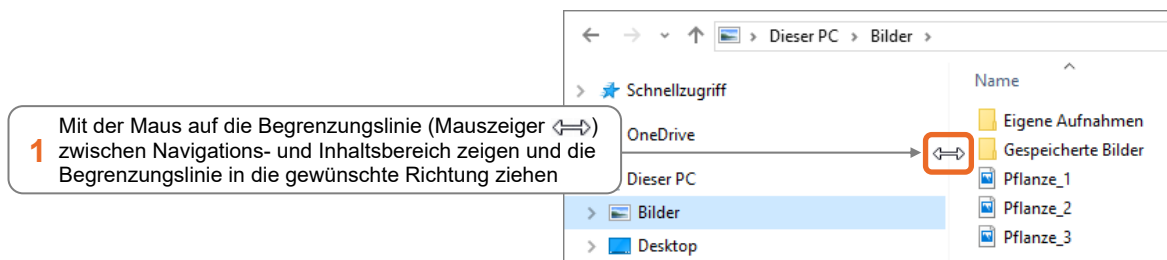 Dieser PC > Bilder >
Name
Schnellzugriff
Eigene Aufnahmen
1 Mit der Maus auf die Begrenzungslinie (Mauszeiger ⇔)
zwischen Navigations- und Inhaltsbereich zeigen und die
Begrenzungslinie in die gewünschte Richtung ziehen
OneDrive
Gespeicherte Bilder
Dieser PC
Pflanze_1
Bilder
Pflanze_2
Desktop
Pflanze_3